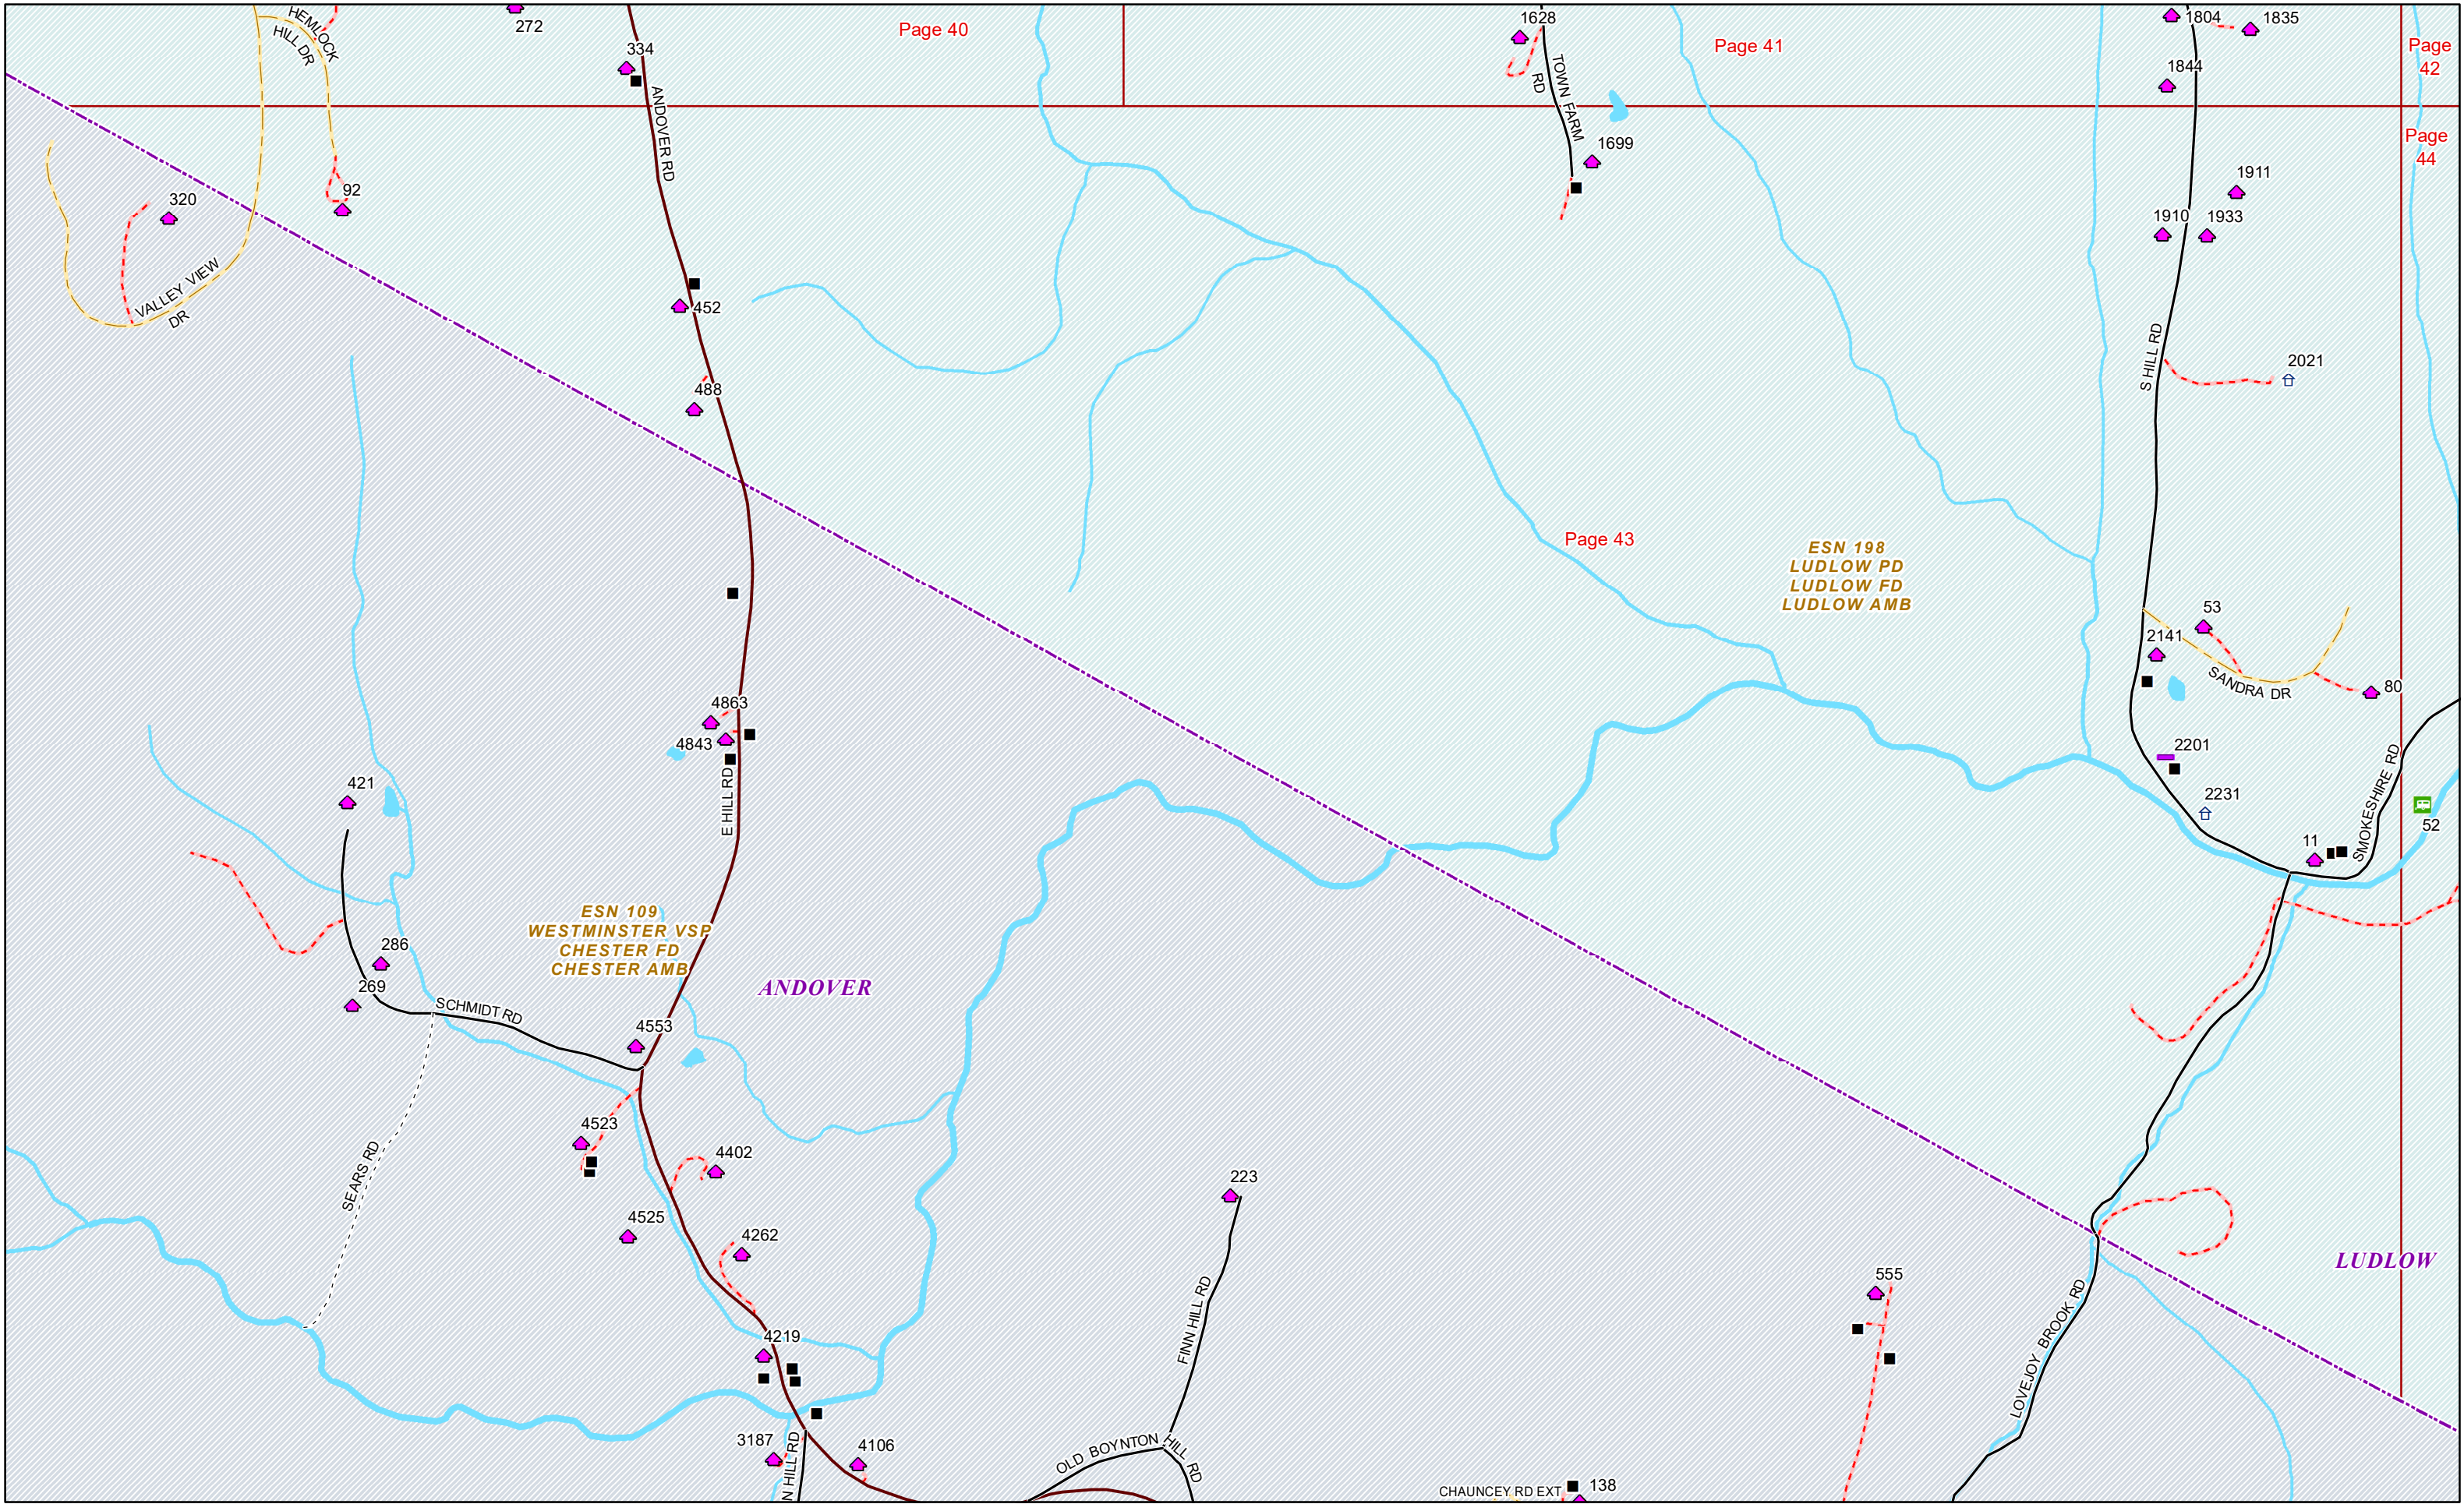 HEMLOCK
HILL DR
272
334
Page 40
1628
Page 41
1804
1835
Page
42
1844
ANDOVER RD
TOWN FARM
RD
1699
Page
44
320
92
1911
1910
1933
VALLEY VIEW
DR
452
488
S HILL RD
2021
Page 43
ESN 198
LUDLOW PD
LUDLOW FD
LUDLOW AMB
53
2141
SANDRA DR
80
4863
4843
E HILL RD
2201
2231
SMOKESHIRE RD
52
11
421
ESN 109
WESTMINSTER VSP
CHESTER FD
CHESTER AMB
286
269
ANDOVER
SCHMIDT RD
4553
4523
4402
SEARS RD
4525
4262
223
LUDLOW
555
FINN HILL RD
LOVEJOY BROOK RD
4219
3187
N HILL RD
4106
OLD BOYNTON HILL RD
CHAUNCEY RD EXT
138